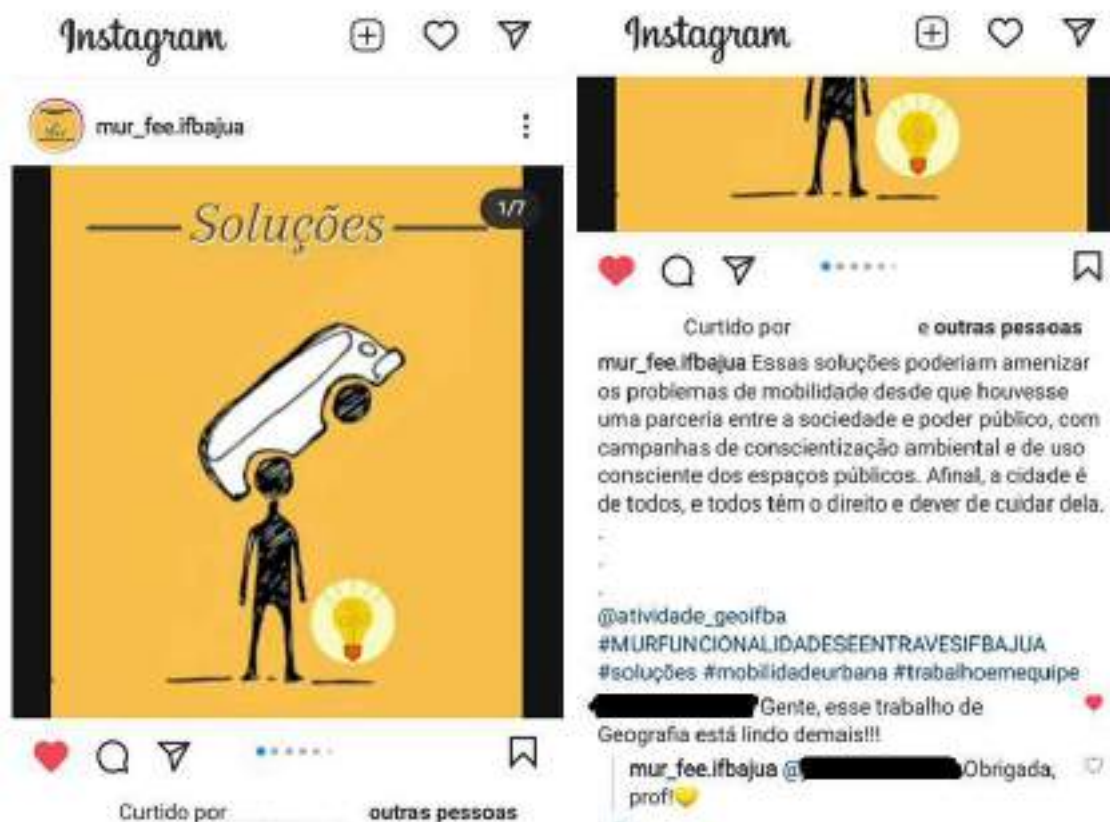 Instagram
mur_fee.ifbajua
Soluções
1/7
Curtido por outras pessoas
Instagram
Curtido por e outras pessoas
mur_fee.ifbajua Essas soluções poderiam amenizar
os problemas de mobilidade desde que houvesse
uma parceria entre a sociedade e poder público, com
campanhas de conscientização ambiental e de uso
consciente dos espaços públicos. Afinal, a cidade é
de todos, e todos têm o direito e dever de cuidar dela.
.
.
.
@atividade_geoifba
#MURFUNCIONALIDADESEENTRAVESIFBAJUA
#soluções #mobilidadeurbana #trabalhoemequipe
Gente, esse trabalho de
Geografia está lindo demais!!!
mur_fee.ifbajua @ Obrigada,
prof!💛